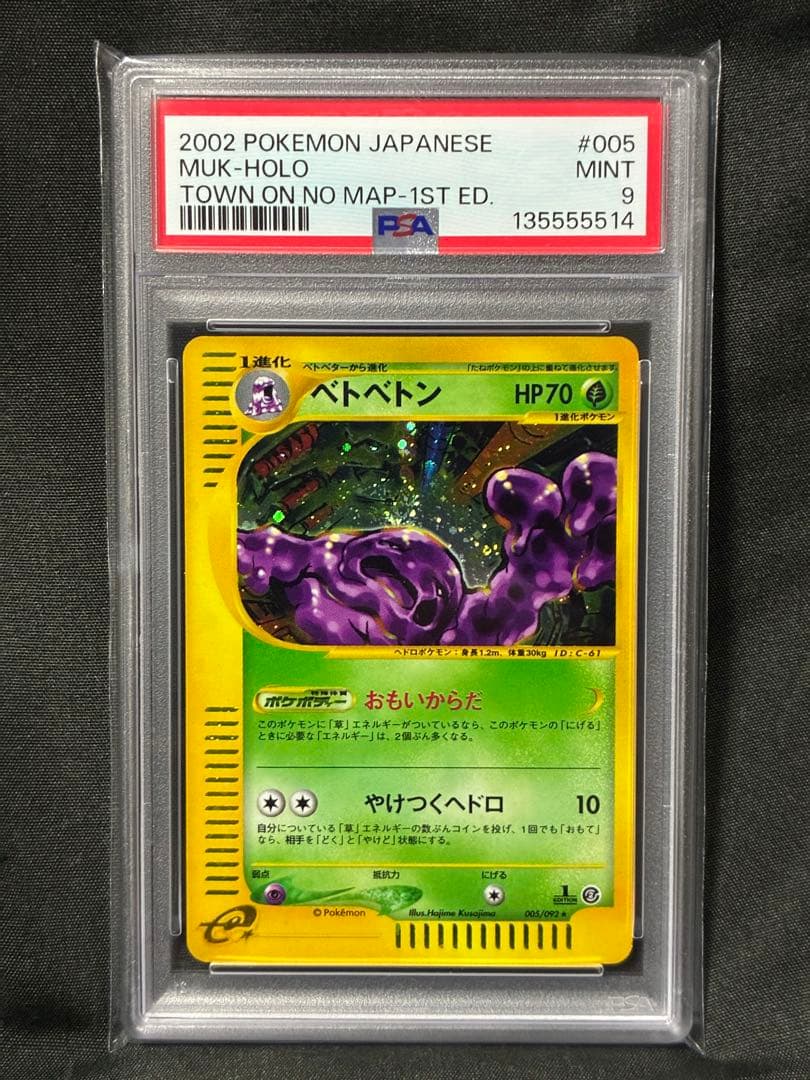 2002 POKEMON JAPANESE #005
MUK-HOLO MINT
TOWN ON NO MAP-1ST ED. 9
PSA 135555514
1進化 ベトベターから進化 「たねポケモン」の上に重ねて進化させます。
ベトベトン HP70
1進化ポケモン
ヘドロポケモン:身長1.2m、体重30kg ID:C-61
ポケボディー おもいからだ
このポケモンに「草」エネルギーがついているなら、このポケモンの「にげる」
ときに必要な「エネルギー」は、2個ぶん多くなる。
やけつくヘドロ 10
自分についている「草」エネルギーの数ぶんコインを投げ、1回でも「おもて」
なら、相手を「どく」と「やけど」状態にする。
弱点 抵抗力 にげる
1 EDITION
©Pokémon Illus.Hajime Kusajima 005/092★
e
PSA